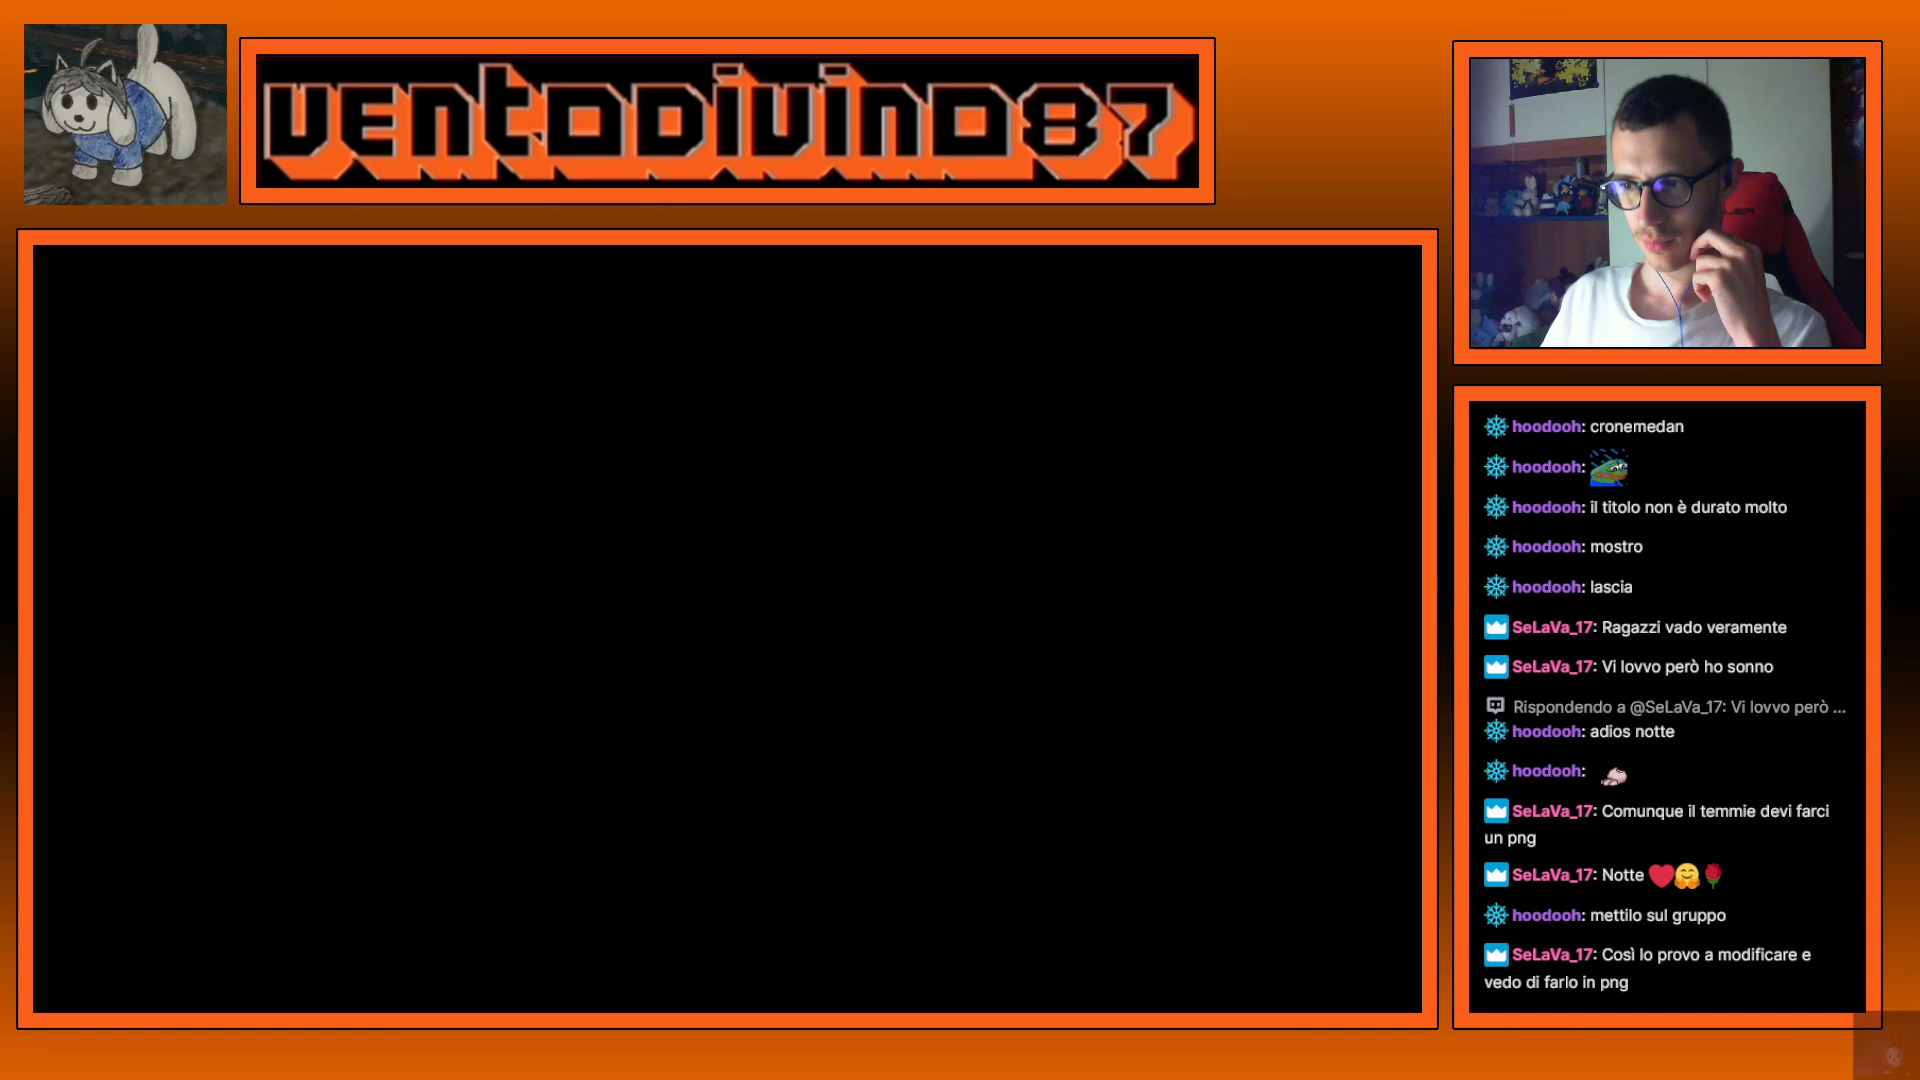 ventodivino87
hoodooh: cronemedan
hoodooh:
hoodooh: il titolo non è durato molto
hoodooh: mostro
hoodooh: lascia
SeLaVa_17: Ragazzi vado veramente
SeLaVa_17: Vi lovvo però ho sonno
Rispondendo a @SeLaVa_17: Vi lovvo però ...
hoodooh: adios notte
hoodooh:
SeLaVa_17: Comunque il temmie devi farci
un png
SeLaVa_17: Notte ❤️🤗🌹
hoodooh: mettilo sul gruppo
SeLaVa_17: Così lo provo a modificare e
vedo di farlo in png